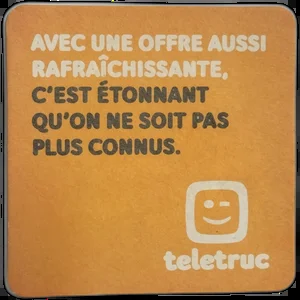 AVEC UNE OFFRE AUSSI
RAFRAÎCHISSANTE,
C'EST ÉTONNANT
QU'ON NE SOIT PAS
PLUS CONNUS.
teletruc